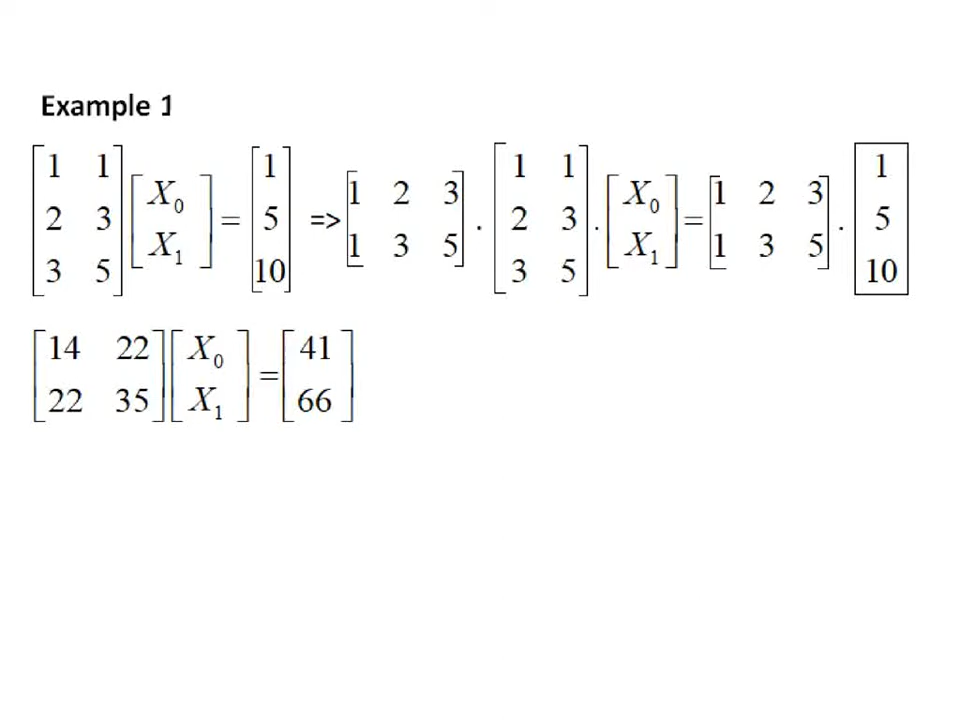 Example 1
[1 1; 2 3; 3 5] [X₀; X₁] = [1; 5; 10] => [1 2 3; 1 3 5] . [1 1; 2 3; 3 5] . [X₀; X₁] = [1 2 3; 1 3 5] . [1; 5; 10]
[14 22; 22 35] [X₀; X₁] = [41; 66]